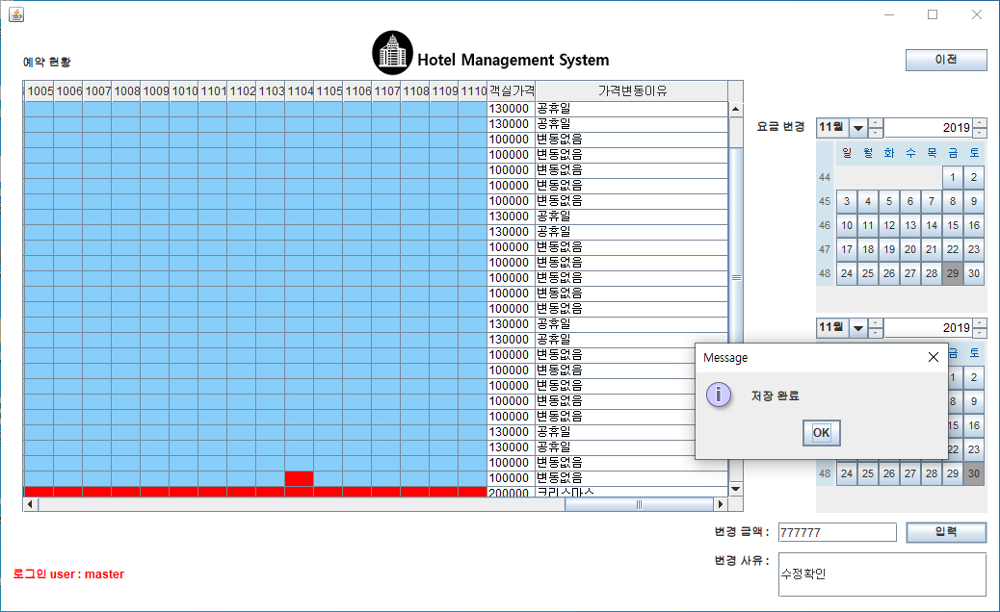 Hotel Management System
예약 현황
이전
1005 1006 1007 1008 1009 1010 1101 1102 1103 1104 1105 1106 1107 1108 1109 1110 객실가격 가격변동이유
130000 공휴일
130000 공휴일
100000 변동없음
100000 변동없음
100000 변동없음
100000 변동없음
100000 변동없음
130000 공휴일
130000 공휴일
100000 변동없음
100000 변동없음
100000 변동없음
100000 변동없음
100000 변동없음
130000 공휴일
130000 공휴일
100000 변동없음
100000 변동없음
100000 변동없음
100000 변동없음
100000 변동없음
130000 공휴일
130000 공휴일
100000 변동없음
100000 변동없음
200000 크리스마스
요금 변경 11월 2019
일 월 화 수 목 금 토
44 1 2
45 3 4 5 6 7 8 9
46 10 11 12 13 14 15 16
47 17 18 19 20 21 22 23
48 24 25 26 27 28 29 30
11월 2019
금 토
1 2
8 9
15 16
22 23
48 24 25 26 27 28 29 30
Message
저장 완료
OK
변경 금액 : 777777 입력
변경 사유 : 수정확인
로그인 user : master